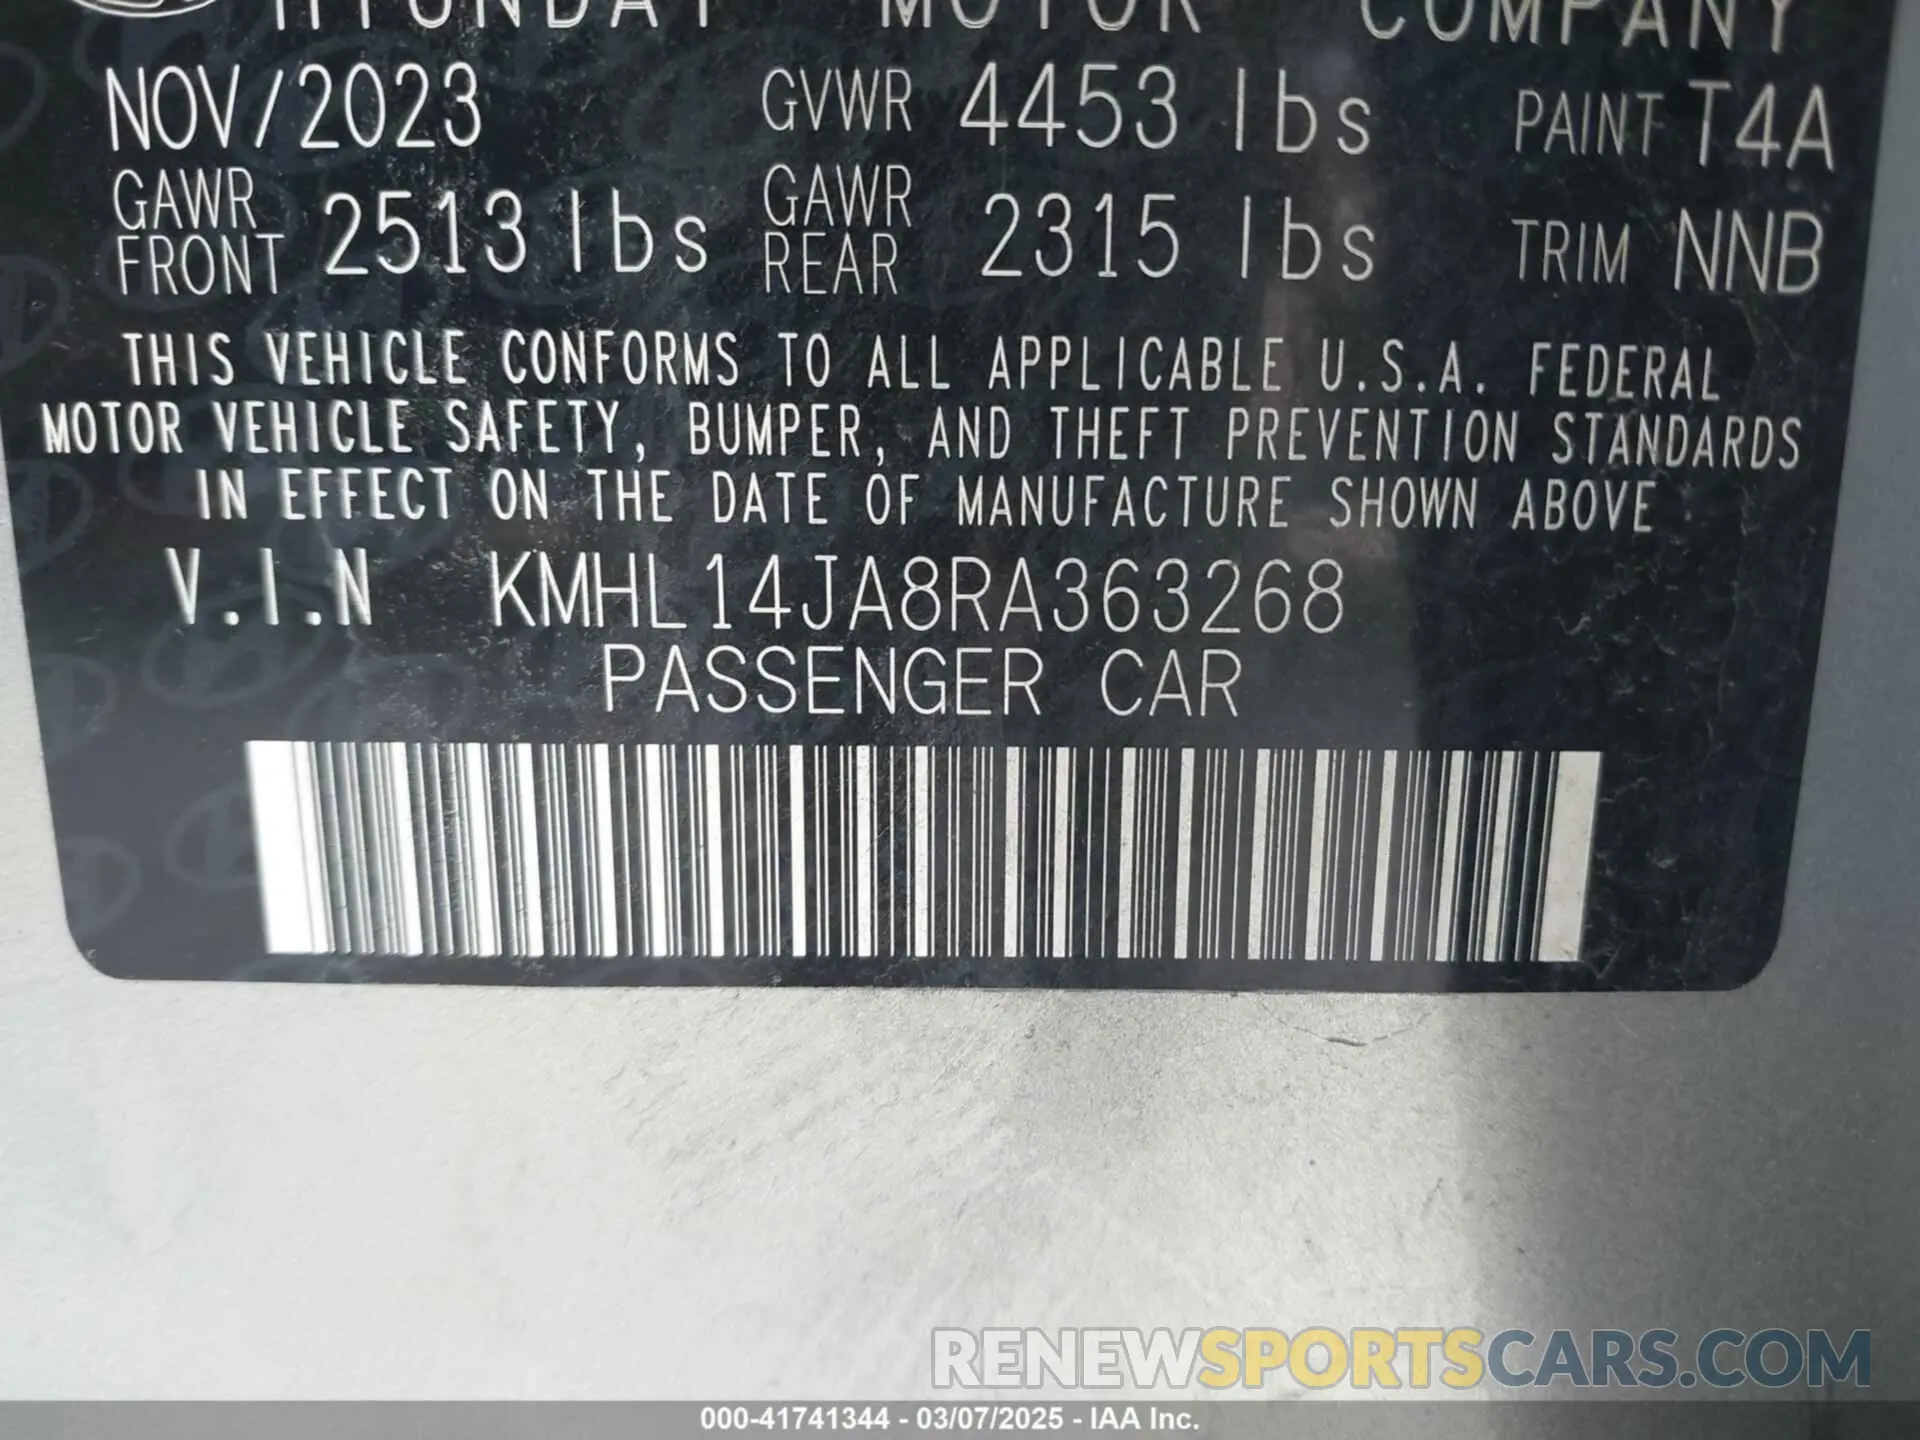 HYUNDAI MOTOR COMPANY
NOV/2023 GVWR 4453 lbs PAINT T4A
GAWR FRONT 2513 lbs GAWR REAR 2315 lbs TRIM NNB
THIS VEHICLE CONFORMS TO ALL APPLICABLE U.S.A. FEDERAL
MOTOR VEHICLE SAFETY, BUMPER, AND THEFT PREVENTION STANDARDS
IN EFFECT ON THE DATE OF MANUFACTURE SHOWN ABOVE
V.I.N KMHL14JA8RA363268
PASSENGER CAR
RENEWSPORTSCARS.COM
000-41741344 - 03/07/2025 - IAA Inc.